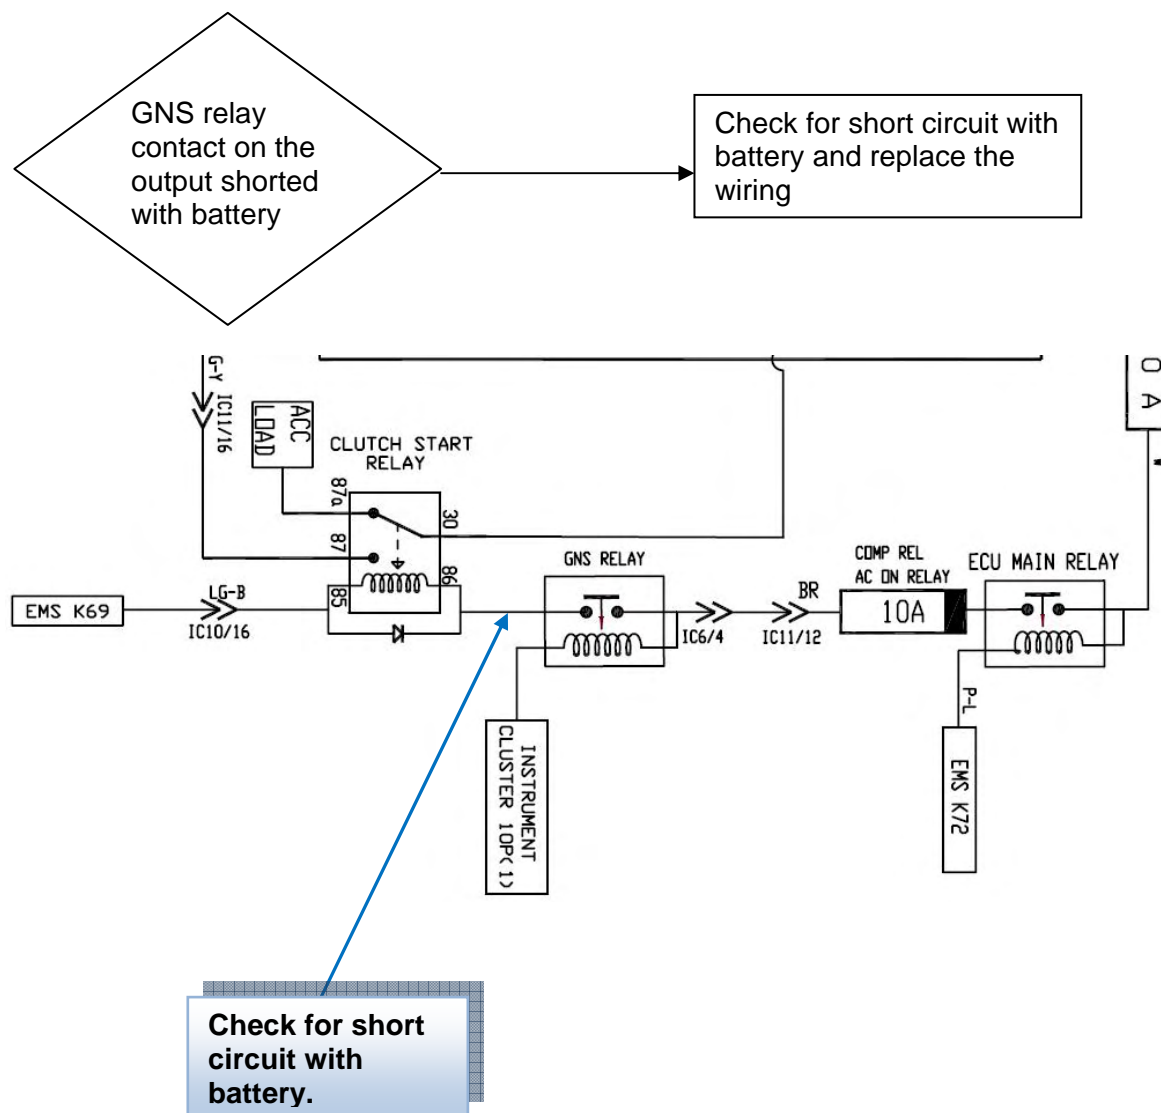 GNS relay
contact on the
output shorted
with battery
Check for short circuit with
battery and replace the
wiring
G-Y
IC11/16
ACC
LOAD
CLUTCH START
RELAY
87a
87
30
86
85
EMS K69
LG-B
IC10/16
GNS RELAY
IC6/4
BR
IC11/12
COMP REL
AC ON RELAY
10A
ECU MAIN RELAY
0 A
P-L
EMS K72
INSTRUMENT
CLUSTER 10P(1)
Check for short
circuit with
battery.